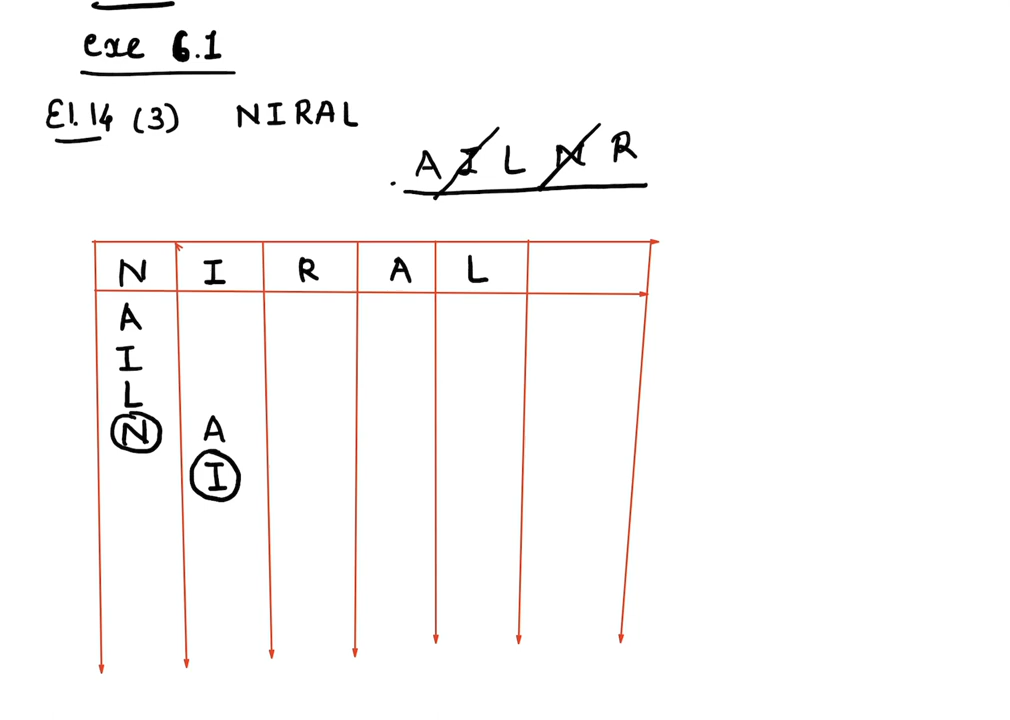 exe 6.1
E1.14 (3) NIRAL
A I L N R
N I R A L
A
I
L
N A
I